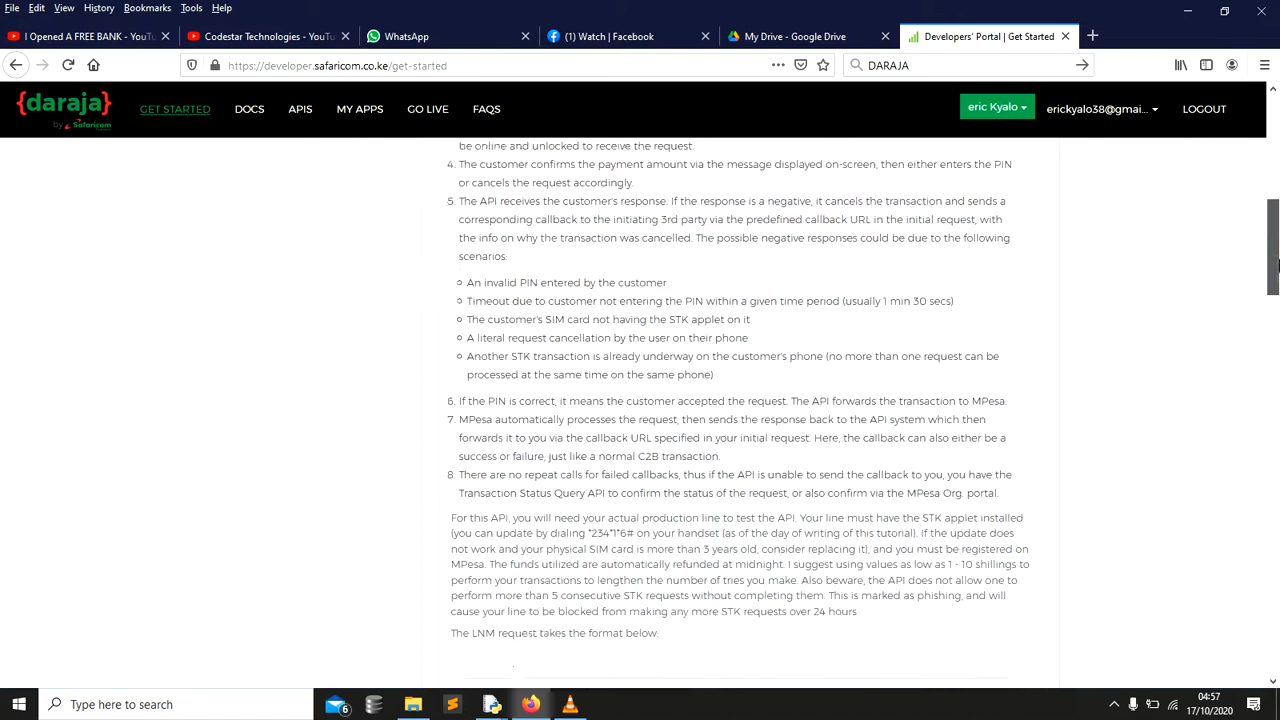 File Edit View History Bookmarks Tools Help
I Opened A FREE BANK - YouTu
Codestar Technologies - YouTu
WhatsApp
(1) Watch | Facebook
My Drive - Google Drive
Developers' Portal | Get Started
https://developer.safaricom.co.ke/get-started
DARAJA
{daraja}
by Safaricom
GET STARTED
DOCS
APIS
MY APPS
GO LIVE
FAQS
eric Kyalo
erickyalo38@gmai...
LOGOUT
be online and unlocked to receive the request.
4. The customer confirms the payment amount via the message displayed on-screen, then either enters the PIN
or cancels the request accordingly.
5. The API receives the customer's response. If the response is a negative, it cancels the transaction and sends a
corresponding callback to the initiating 3rd party via the predefined callback URL in the initial request, with
the info on why the transaction was cancelled. The possible negative responses could be due to the following
scenarios:
An invalid PIN entered by the customer
Timeout due to customer not entering the PIN within a given time period (usually 1 min 30 secs)
The customer's SIM card not having the STK applet on it
A literal request cancellation by the user on their phone
Another STK transaction is already underway on the customer's phone (no more than one request can be
processed at the same time on the same phone)
6. If the PIN is correct, it means the customer accepted the request. The API forwards the transaction to MPesa.
7. MPesa automatically processes the request, then sends the response back to the API system which then
forwards it to you via the callback URL specified in your initial request. Here, the callback can also either be a
success or failure, just like a normal C2B transaction.
8. There are no repeat calls for failed callbacks, thus if the API is unable to send the callback to you, you have the
Transaction Status Query API to confirm the status of the request, or also confirm via the MPesa Org. portal.
For this API, you will need your actual production line to test the API. Your line must have the STK applet installed
(you can update by dialing *234*1*6# on your handset (as of the day of writing of this tutorial). If the update does
not work and your physical SIM card is more than 3 years old, consider replacing it), and you must be registered on
MPesa. The funds utilized are automatically refunded at midnight. I suggest using values as low as 1 - 10 shillings to
perform your transactions to lengthen the number of tries you make. Also beware, the API does not allow one to
perform more than 5 consecutive STK requests without completing them. This is marked as phishing, and will
cause your line to be blocked from making any more STK requests over 24 hours
The LNM request takes the format below:
Type here to search
6
04:57
17/10/2020